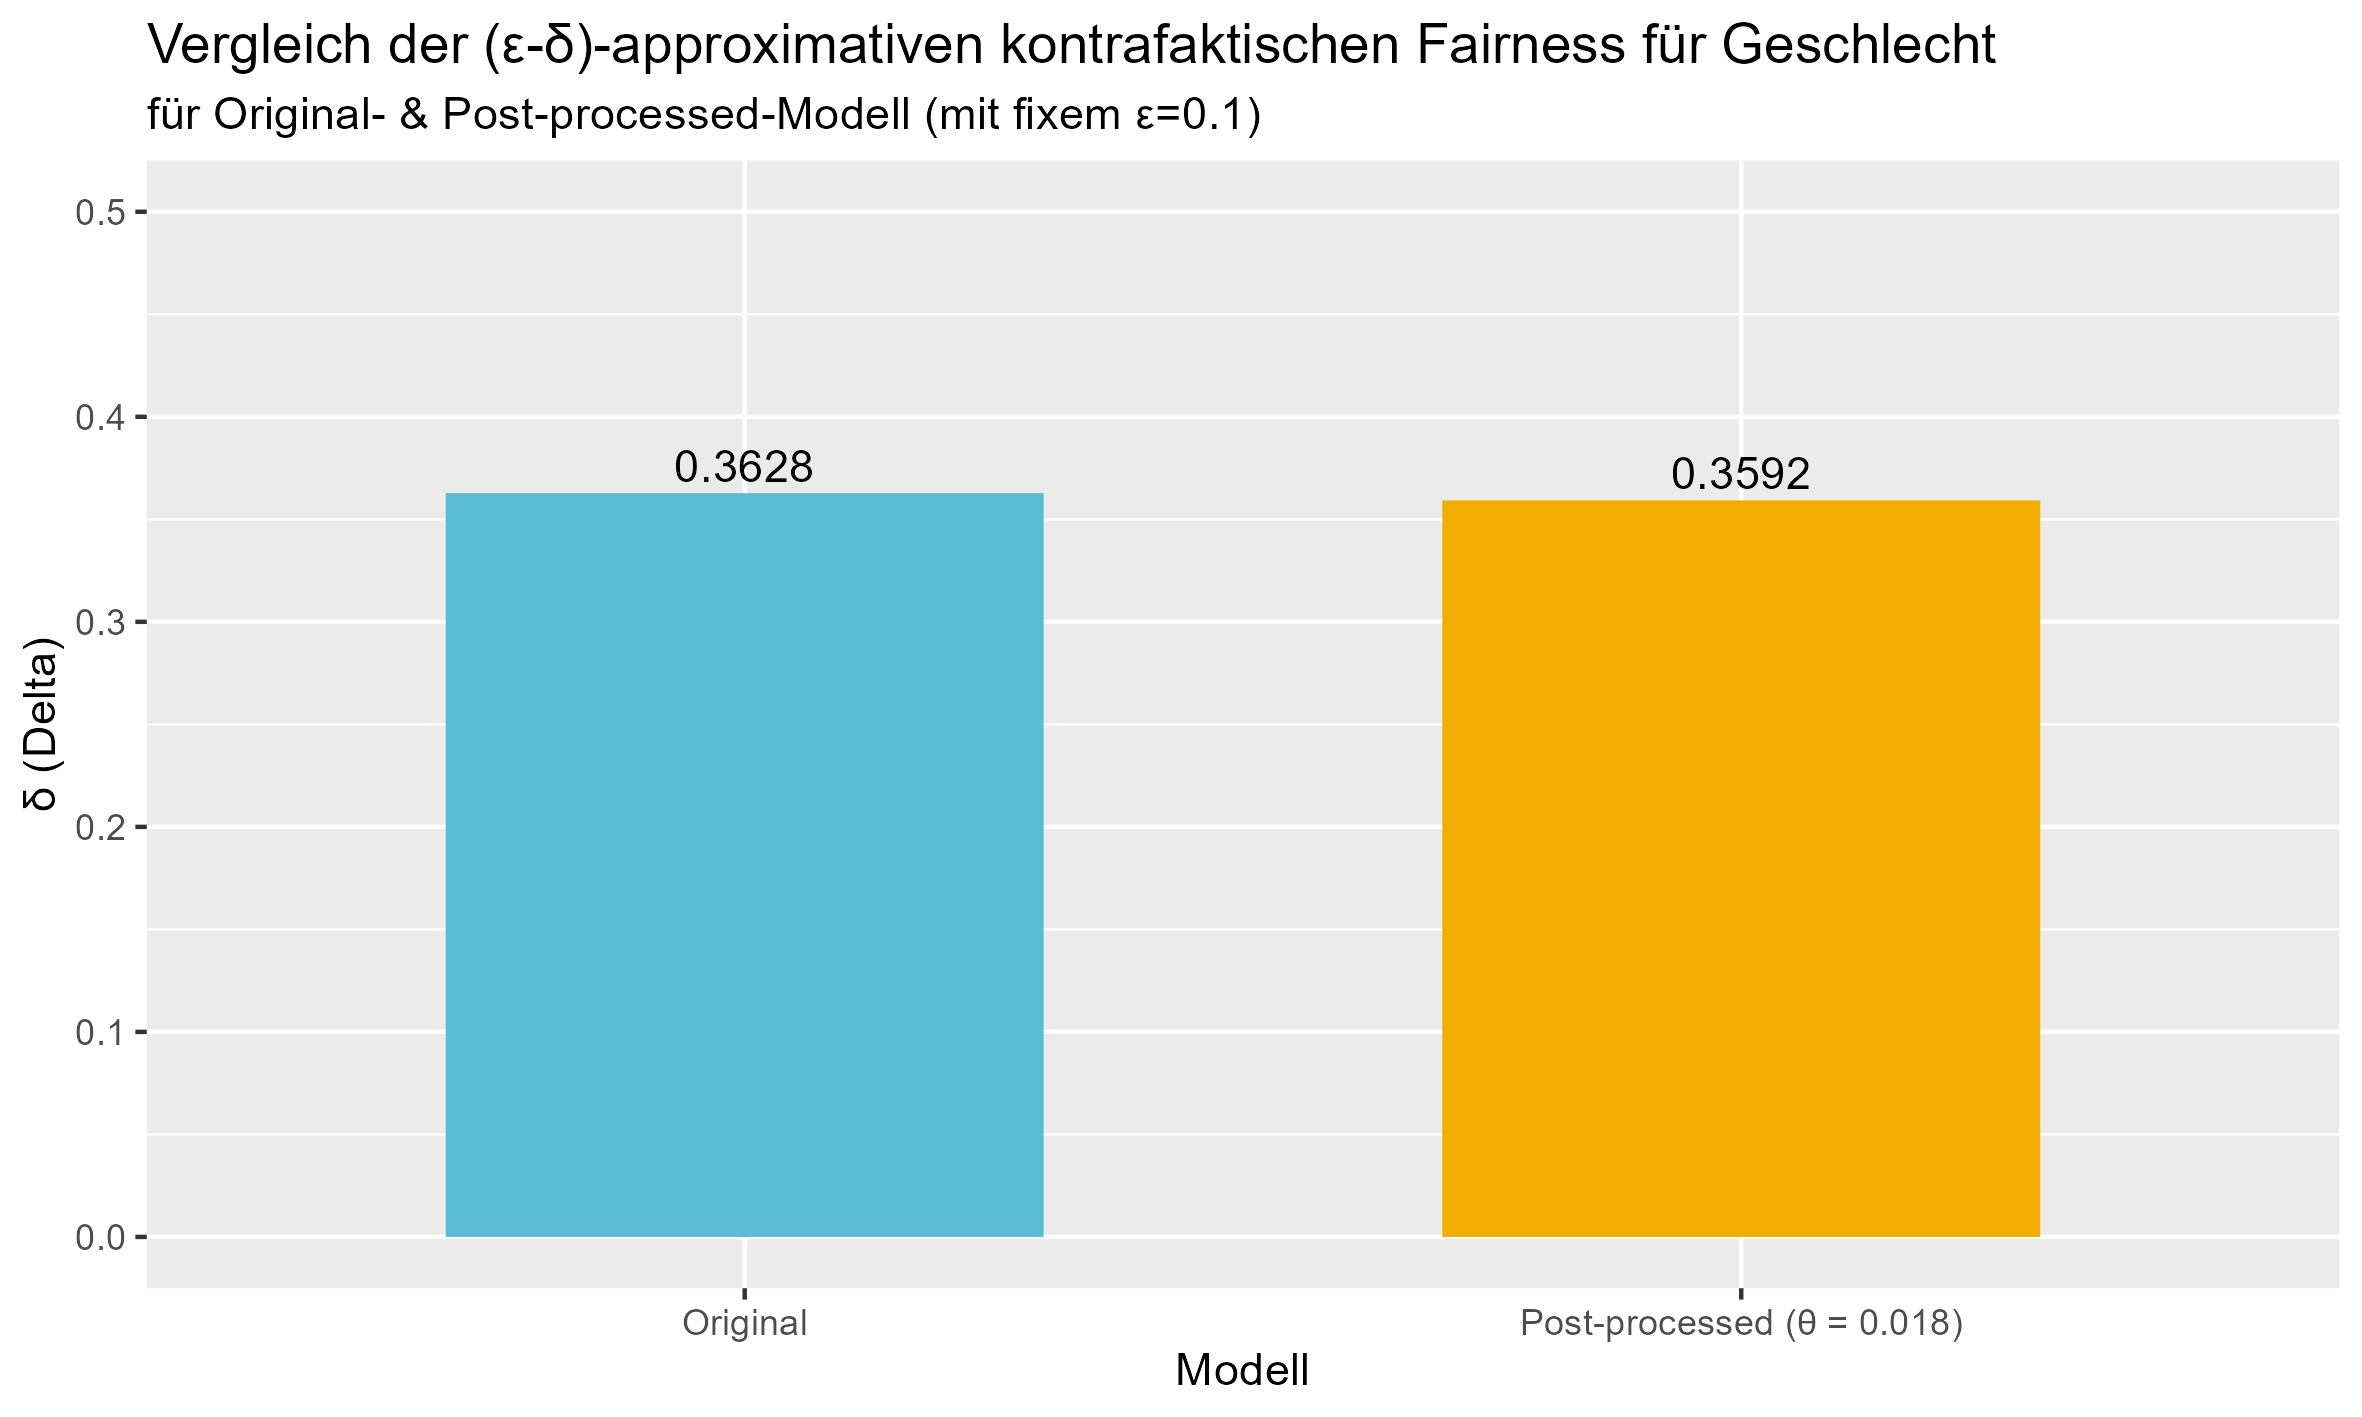 Vergleich der (ε-δ)-approximativen kontrafaktischen Fairness für Geschlecht
für Original- & Post-processed-Modell (mit fixem ε=0.1)
δ (Delta)
0.5
0.4
0.3
0.2
0.1
0.0
0.3628
0.3592
Original
Post-processed (θ = 0.018)
Modell